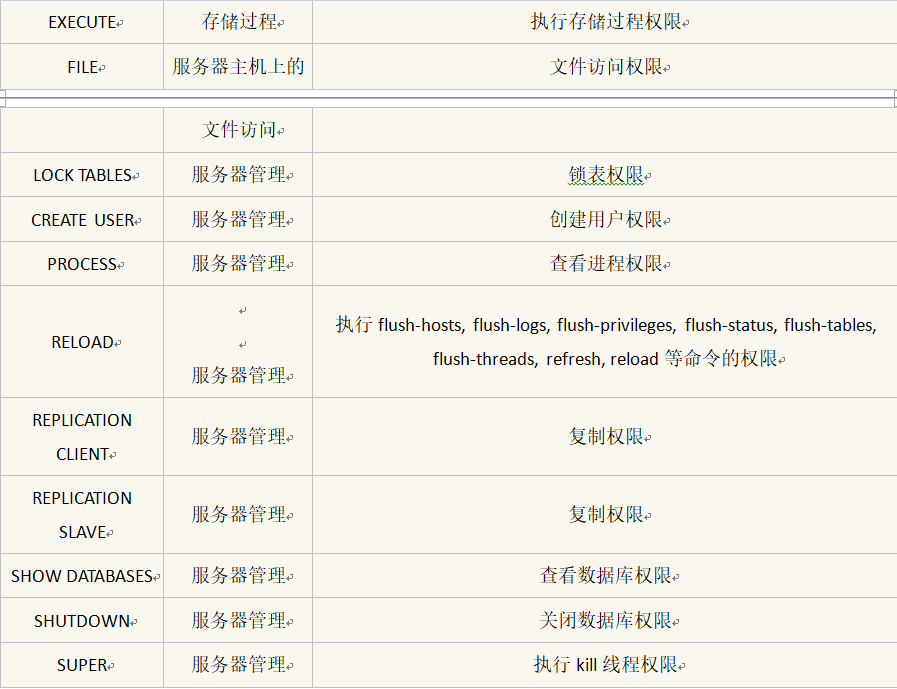 EXECUTE 存储过程 执行存储过程权限
FILE 服务器主机上的 文件访问权限
文件访问
LOCK TABLES 服务器管理 锁表权限
CREATE USER 服务器管理 创建用户权限
PROCESS 服务器管理 查看进程权限
RELOAD 服务器管理 执行 flush-hosts, flush-logs, flush-privileges, flush-status, flush-tables,
flush-threads, refresh, reload 等命令的权限
REPLICATION
CLIENT 服务器管理 复制权限
REPLICATION
SLAVE 服务器管理 复制权限
SHOW DATABASES 服务器管理 查看数据库权限
SHUTDOWN 服务器管理 关闭数据库权限
SUPER 服务器管理 执行 kill 线程权限